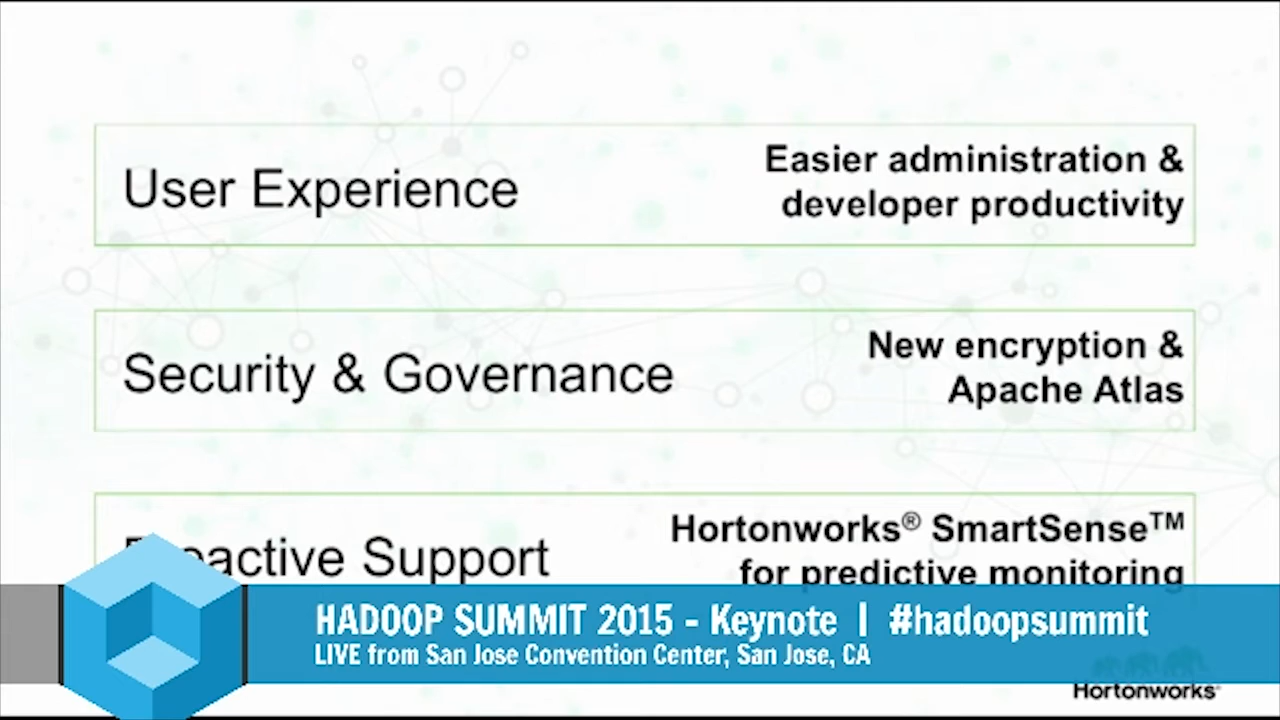 User Experience
Easier administration &
developer productivity
Security & Governance
New encryption &
Apache Atlas
Proactive Support
Hortonworks® SmartSense™
for predictive monitoring
HADOOP SUMMIT 2015 - Keynote | #hadoopsummit
LIVE from San Jose Convention Center, San Jose, CA
Hortonworks